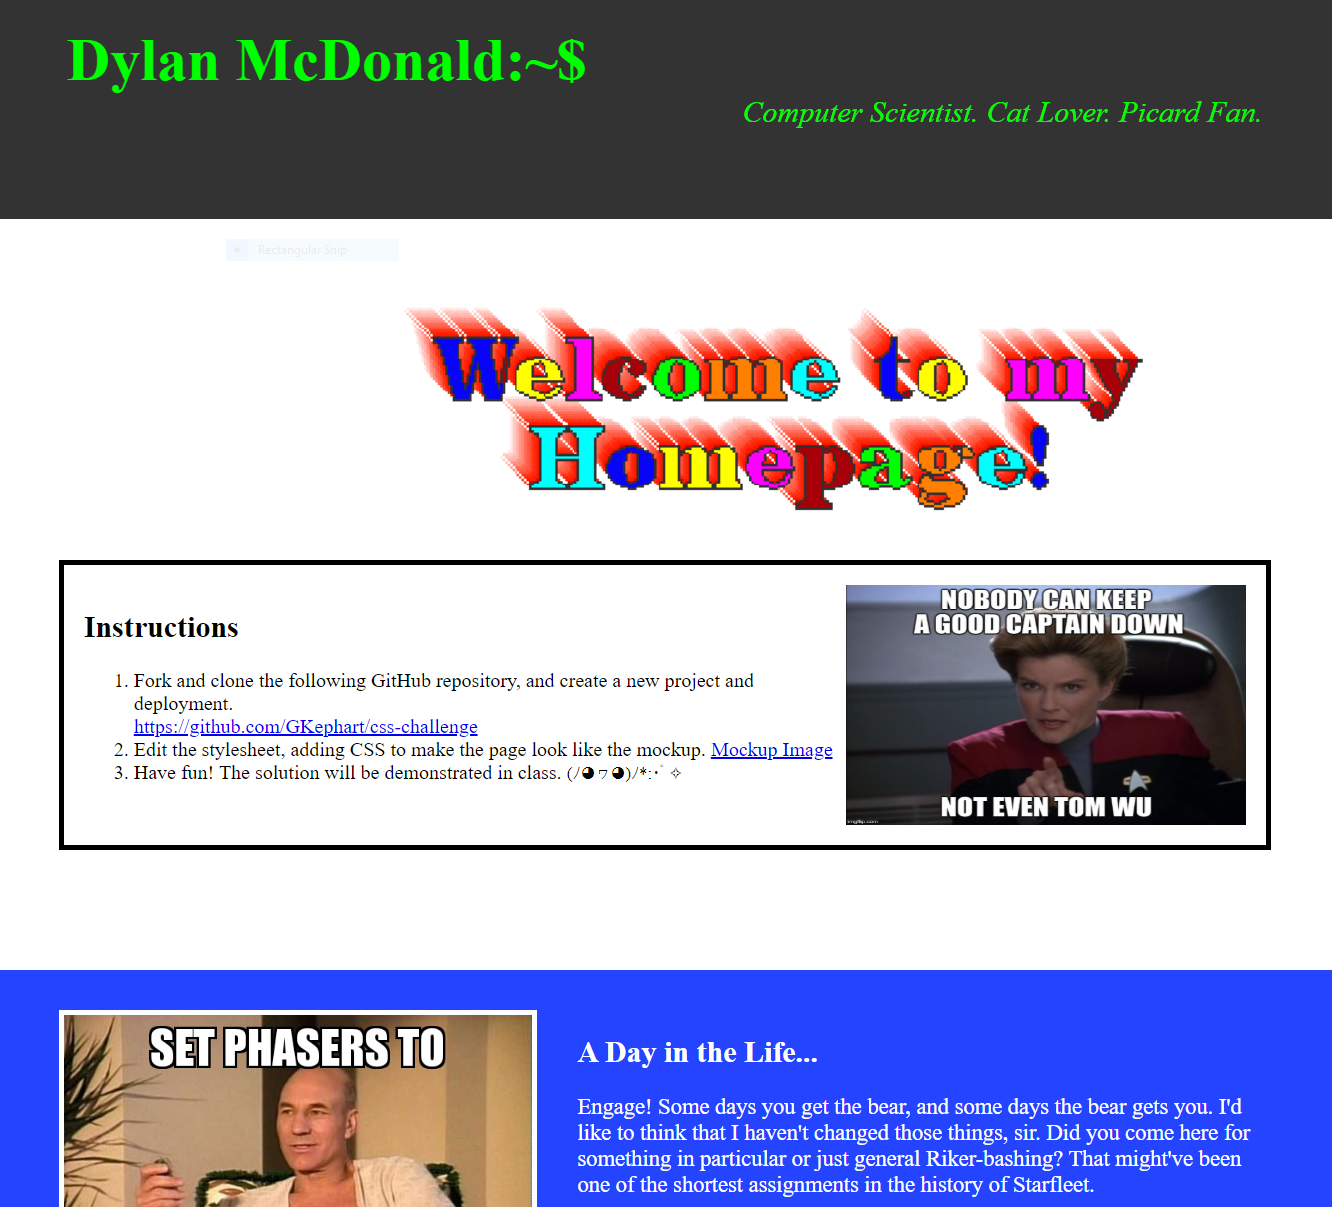 Dylan McDonald:~$
Computer Scientist. Cat Lover. Picard Fan.
Rectangular Snip
Welcome to my
Homepage!
Instructions
1. Fork and clone the following GitHub repository, and create a new project and
deployment.
https://github.com/GKephart/css-challenge
2. Edit the stylesheet, adding CSS to make the page look like the mockup. Mockup Image
3. Have fun! The solution will be demonstrated in class. (/◕ヮ◕)/*:･ﾟ✧
NOBODY CAN KEEP
A GOOD CAPTAIN DOWN
NOT EVEN TOM WU
imgflip.com
SET PHASERS TO
A Day in the Life...
Engage! Some days you get the bear, and some days the bear gets you. I'd
like to think that I haven't changed those things, sir. Did you come here for
something in particular or just general Riker-bashing? That might've been
one of the shortest assignments in the history of Starfleet.